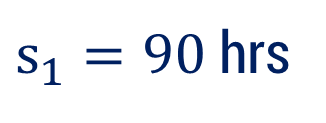 s₁ = 90 hrs